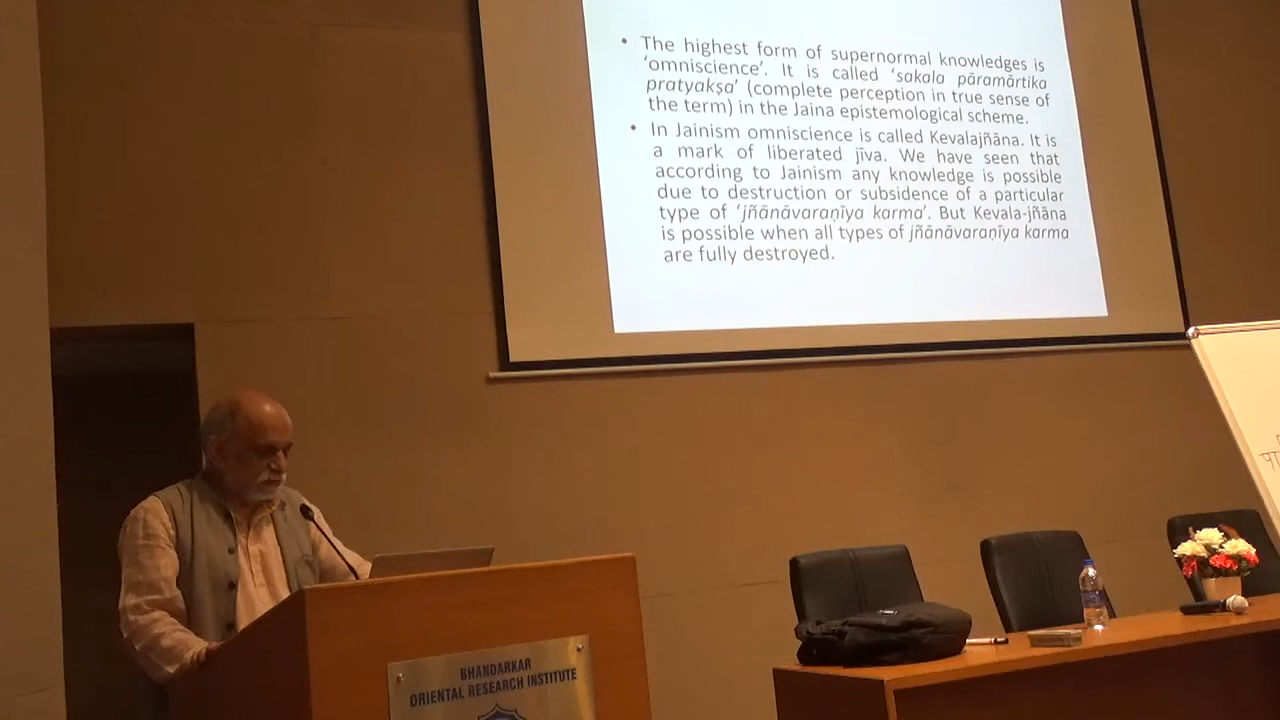 • The highest form of supernormal knowledges is
'omniscience'. It is called 'sakala pāramārtika
pratyakṣa' (complete perception in true sense of
the term) in the Jaina epistemological scheme.
• In Jainism omniscience is called Kevalajñāna. It is
a mark of liberated jīva. We have seen that
according to Jainism any knowledge is possible
due to destruction or subsidence of a particular
type of 'jñānāvaraṇīya karma'. But Kevala-jñāna
is possible when all types of jñānāvaraṇīya karma
are fully destroyed.
BHANDARKAR
ORIENTAL RESEARCH INSTITUTE